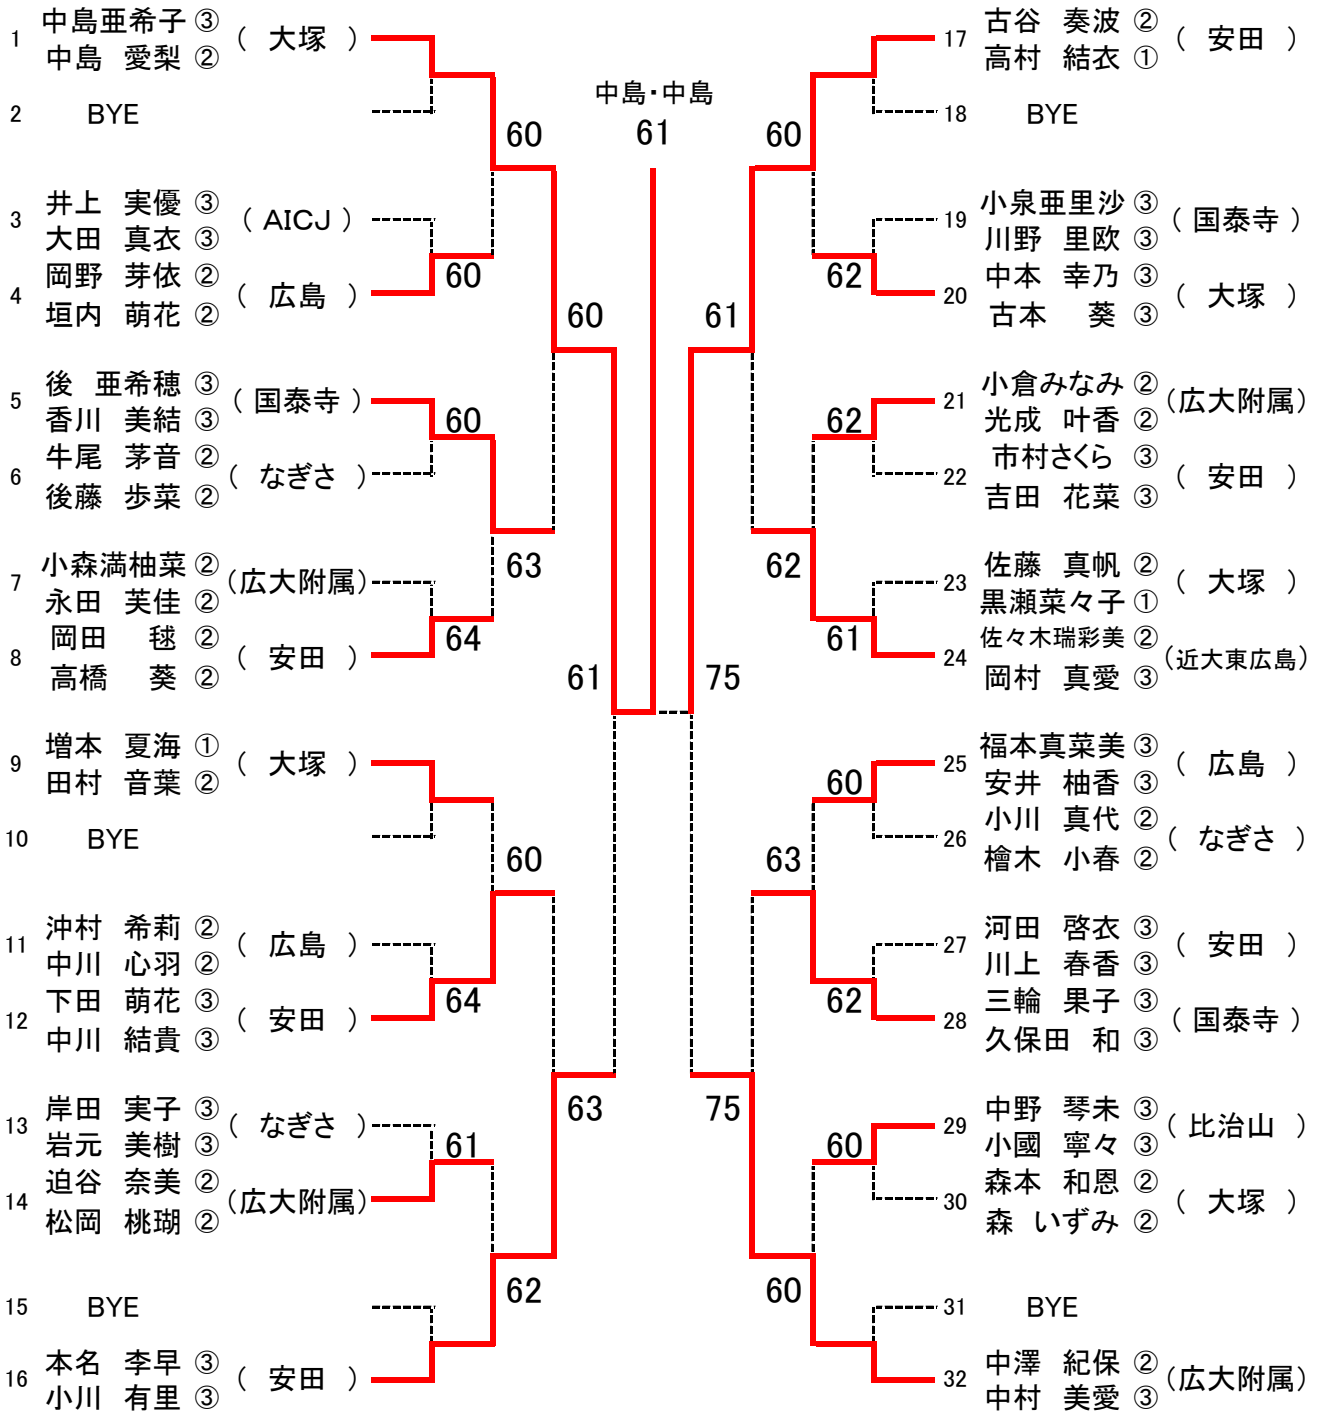 1 中島亜希子 ③ ( 大塚 )
中島 愛梨 ②
2 BYE
3 井上 実優 ③ ( AICJ )
大田 真衣 ③
4 岡野 芽依 ② ( 広島 )
垣内 萌花 ②
5 後 亜希穂 ③ ( 国泰寺 )
香川 美結 ③
6 牛尾 茅音 ② ( なぎさ )
後藤 歩菜 ②
7 小森満柚菜 ② (広大附属)
永田 芙佳 ②
8 岡田 毬 ② ( 安田 )
高橋 葵 ②
9 増本 夏海 ① ( 大塚 )
田村 音葉 ②
10 BYE
11 沖村 希莉 ② ( 広島 )
中川 心羽 ②
12 下田 萌花 ③ ( 安田 )
中川 結貴 ③
13 岸田 実子 ③ ( なぎさ )
岩元 美樹 ③
14 迫谷 奈美 ② (広大附属)
松岡 桃瑚 ②
15 BYE
16 本名 李早 ③ ( 安田 )
小川 有里 ③
60
60
60
60
63
64
61
60
64
63
61
62
中島・中島
61
60
62
61
62
62
61
75
60
63
62
75
60
60
17 古谷 奏波 ② ( 安田 )
高村 結衣 ①
18 BYE
19 小泉亜里沙 ③ ( 国泰寺 )
川野 里欧 ③
20 中本 幸乃 ③ ( 大塚 )
古本 葵 ③
21 小倉みなみ ② (広大附属)
光成 叶香 ②
22 市村さくら ③ ( 安田 )
吉田 花菜 ③
23 佐藤 真帆 ② ( 大塚 )
黒瀬菜々子 ①
24 佐々木瑞彩美 ② (近大東広島)
岡村 真愛 ③
25 福本真菜美 ③ ( 広島 )
安井 柚香 ③
26 小川 真代 ② ( なぎさ )
檜木 小春 ②
27 河田 啓衣 ③ ( 安田 )
川上 春香 ③
28 三輪 果子 ③ ( 国泰寺 )
久保田 和 ③
29 中野 琴未 ③ ( 比治山 )
小國 寧々 ③
30 森本 和恩 ② ( 大塚 )
森 いずみ ②
31 BYE
32 中澤 紀保 ② (広大附属)
中村 美愛 ③